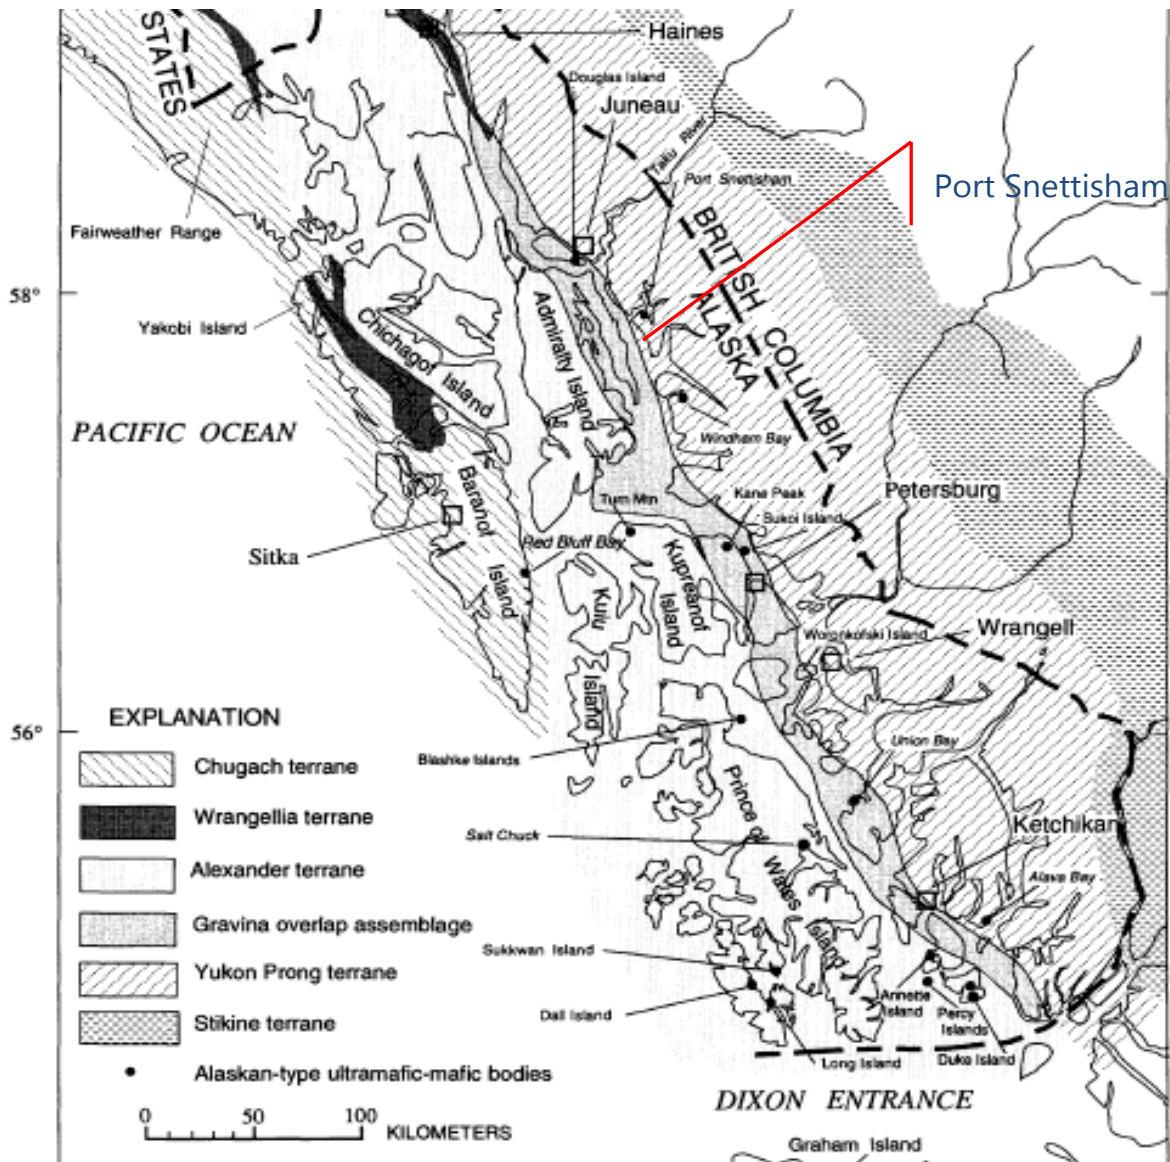 STATES
Haines
Douglas Island
Juneau
Taku River
Port Snettisham
Port Snettisham
Fairweather Range
BRITISH COLUMBIA
ALASKA
58°
Yakobi Island
Chichagof Island
Admiralty Island
PACIFIC OCEAN
Windham Bay
Baranof Island
Turn Mtn
Kane Peak
Petersburg
Sukoi Island
Sitka
Red Bluff Bay
Kuiu Island
Kupreanof Island
Woronkofski Island
Wrangell
56°
EXPLANATION
Chugach terrane
Wrangellia terrane
Alexander terrane
Gravina overlap assemblage
Yukon Prong terrane
Stikine terrane
Alaskan-type ultramafic-mafic bodies
0 50 100
KILOMETERS
Blashke Islands
Union Bay
Prince of Wales Island
Salt Chuck
Ketchikan
Alava Bay
Sukkwan Island
Dall Island
Annette Island
Percy Islands
Long Island
Duke Island
DIXON ENTRANCE
Graham Island